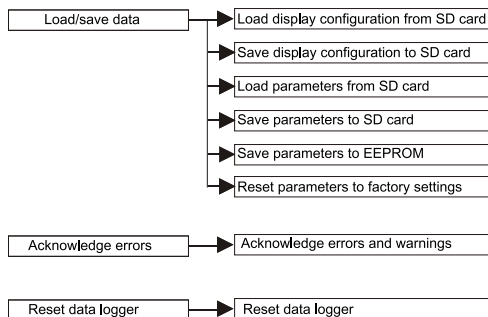 Load/save data
Load display configuration from SD card
Save display configuration to SD card
Load parameters from SD card
Save parameters to SD card
Save parameters to EEPROM
Reset parameters to factory settings
Acknowledge errors
Acknowledge errors and warnings
Reset data logger
Reset data logger